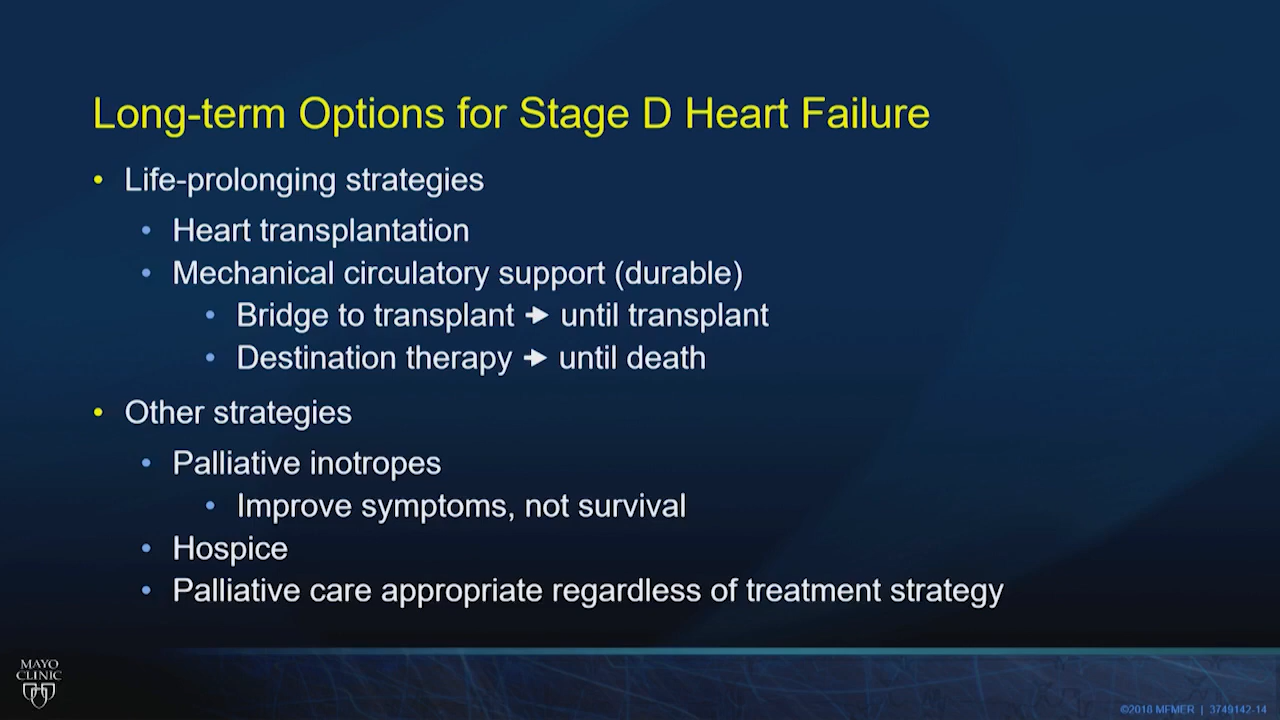 Long-term Options for Stage D Heart Failure
• Life-prolonging strategies
• Heart transplantation
• Mechanical circulatory support (durable)
• Bridge to transplant → until transplant
• Destination therapy → until death
• Other strategies
• Palliative inotropes
• Improve symptoms, not survival
• Hospice
• Palliative care appropriate regardless of treatment strategy
MAYO
CLINIC
©2018 MFMER | 3749142-14